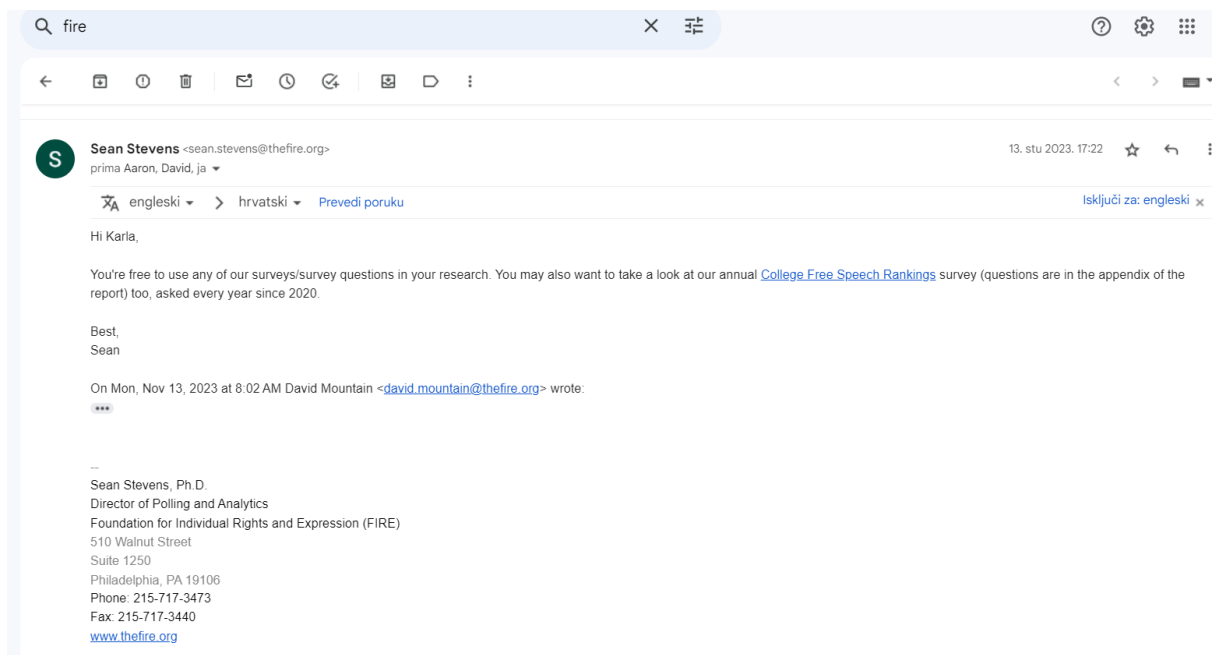 fire
Sean Stevens <sean.stevens@thefire.org>
13. stu 2023. 17:22
prima Aaron, David, ja
engleski
hrvatski
Prevedi poruku
Isključi za: engleski
Hi Karla,
You're free to use any of our surveys/survey questions in your research. You may also want to take a look at our annual College Free Speech Rankings survey (questions are in the appendix of the
report) too, asked every year since 2020.
Best,
Sean
On Mon, Nov 13, 2023 at 8:02 AM David Mountain <david.mountain@thefire.org> wrote:
--
Sean Stevens, Ph.D.
Director of Polling and Analytics
Foundation for Individual Rights and Expression (FIRE)
510 Walnut Street
Suite 1250
Philadelphia, PA 19106
Phone: 215-717-3473
Fax: 215-717-3440
www.thefire.org